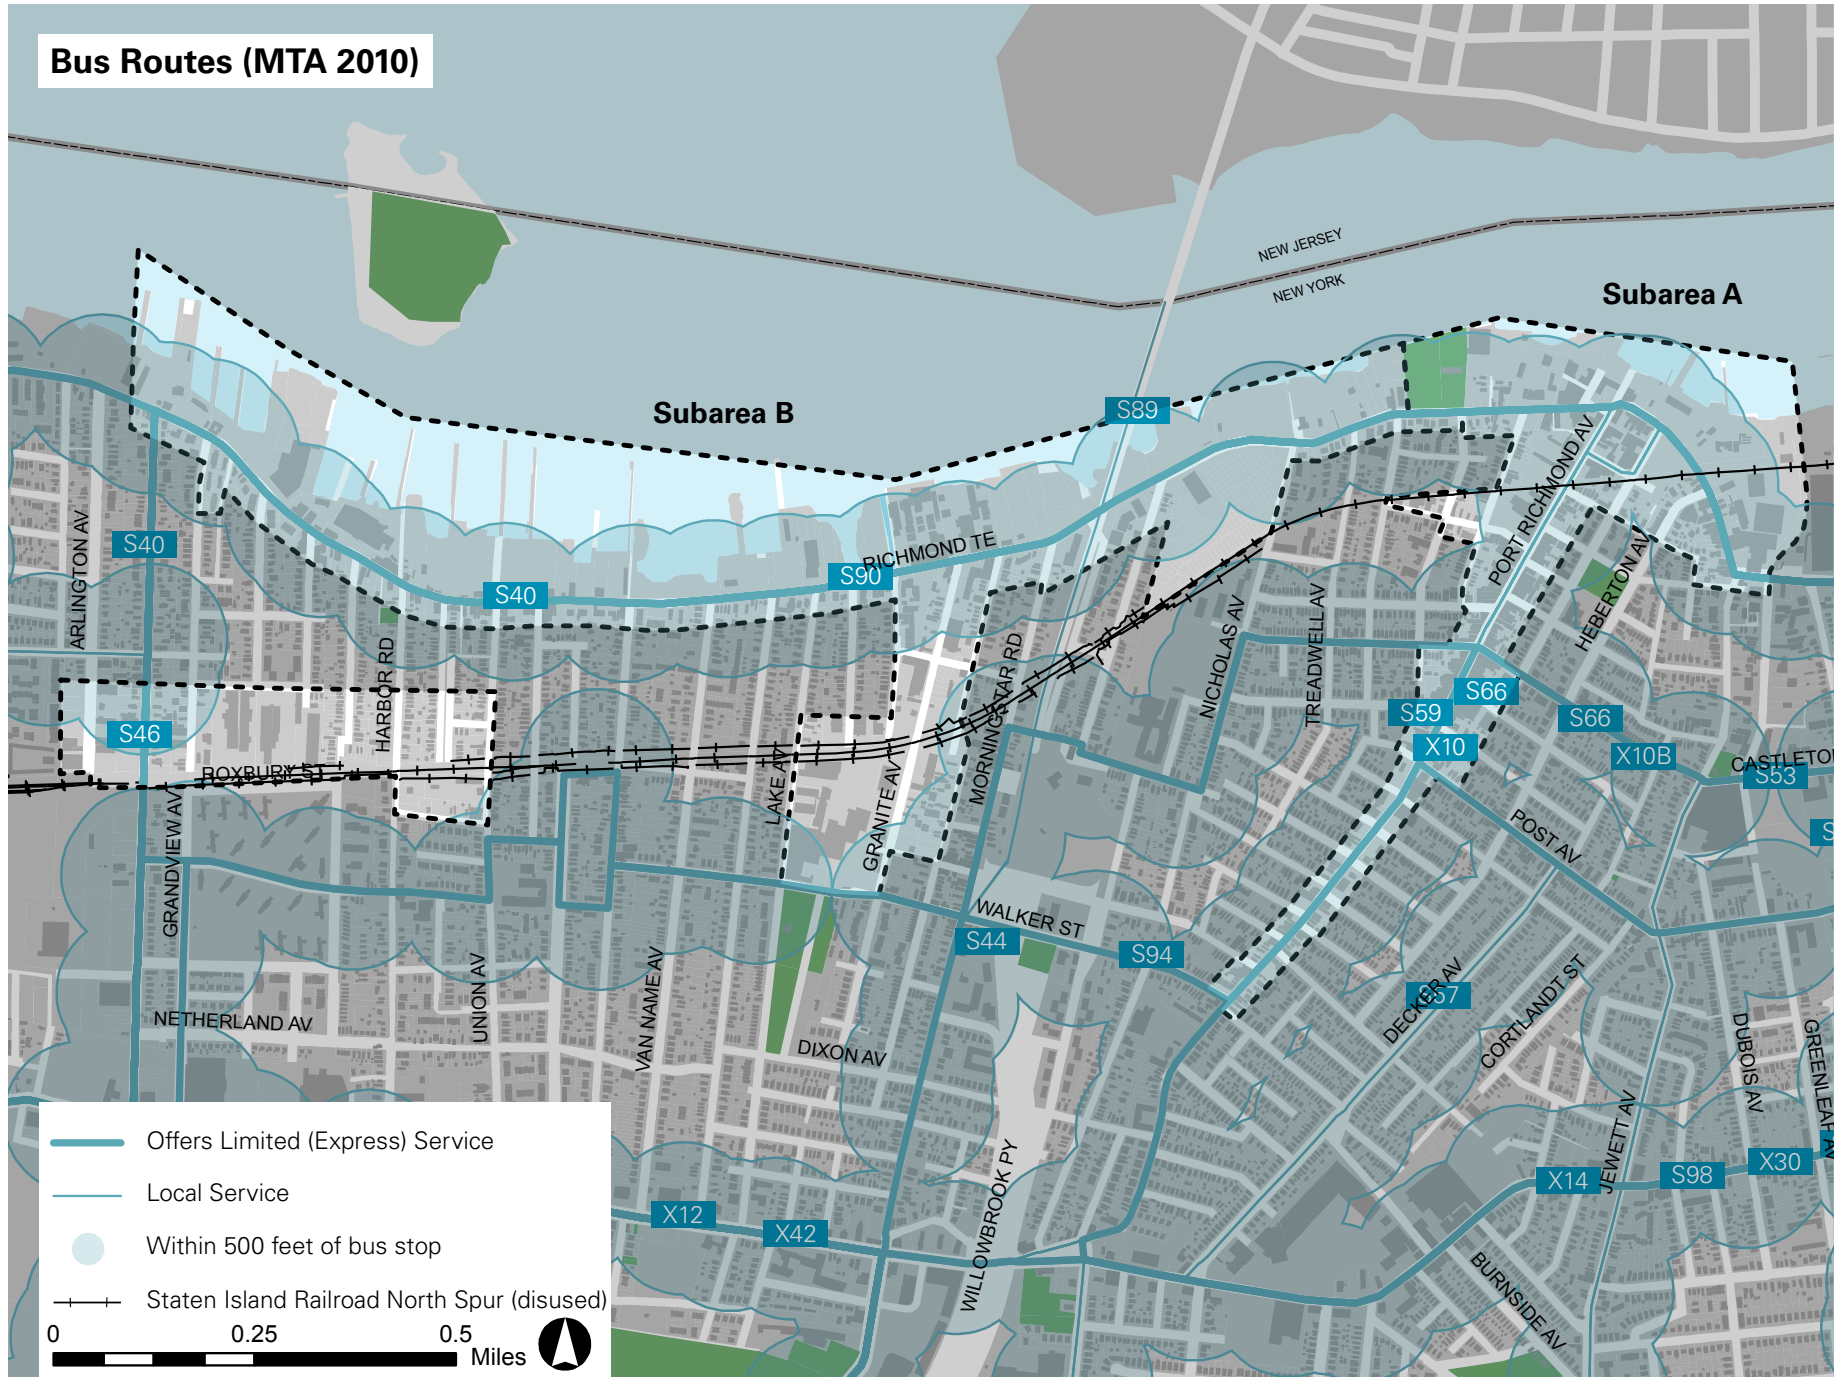 Bus Routes (MTA 2010)
NEW JERSEY
NEW YORK
Subarea A
Subarea B
S89
ARLINGTON AV
S40
S40
S90
RICHMOND TE
PORT RICHMOND AV
HEBERTON AV
HARBOR RD
MORNINGSTAR RD
NICHOLAS AV
TREADWELL AV
S66
S59
S66
X10
X10B
S46
CASTLETON
S53
ROXBURY ST
LAKE AV
GRANITE AV
GRANDVIEW AV
POST AV
S
WALKER ST
S44
S94
UNION AV
VAN NAME AV
DECKER AV
S57
CORTLANDT ST
NETHERLAND AV
DIXON AV
DUBOIS AV
GREENLEAF AV
JEWETT AV
WILLOWBROOK PY
X12
X42
X14
S98
X30
BURNSIDE AV
Offers Limited (Express) Service
Local Service
Within 500 feet of bus stop
Staten Island Railroad North Spur (disused)
0 0.25 0.5
Miles